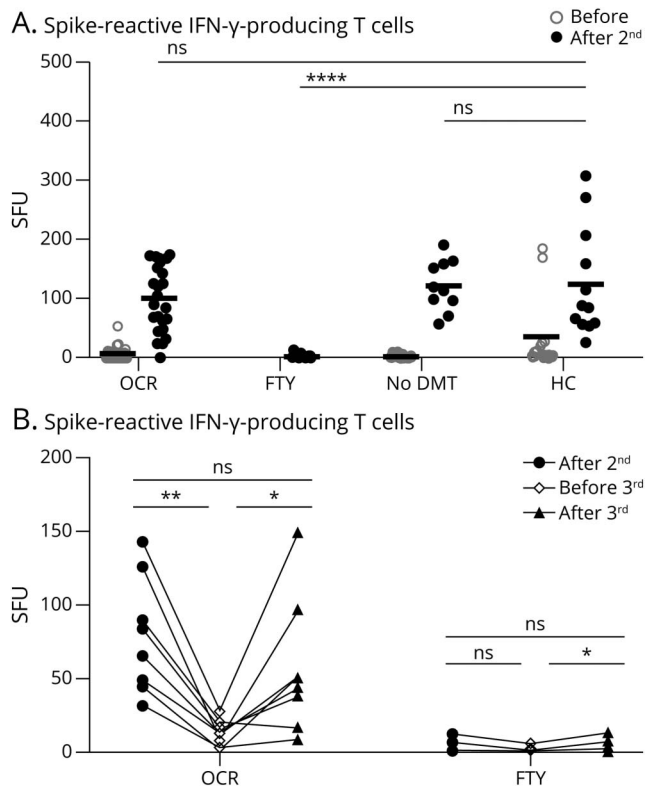 A. Spike-reactive IFN-γ-producing T cells
Before
After 2nd
500
400
300
200
100
0
SFU
ns
****
ns
OCR
FTY
No DMT
HC
B. Spike-reactive IFN-γ-producing T cells
200
150
100
50
0
SFU
After 2nd
Before 3rd
After 3rd
ns
**
*
ns
ns
*
OCR
FTY